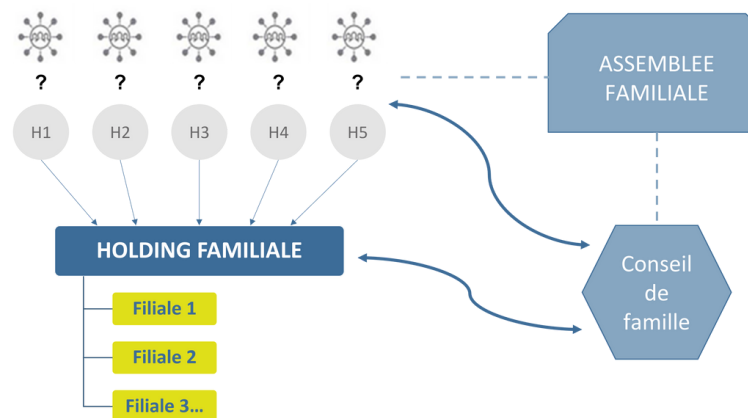 ? ? ? ? ?
H1 H2 H3 H4 H5
ASSEMBLEE
FAMILIALE
HOLDING FAMILIALE
Filiale 1
Filiale 2
Filiale 3...
Conseil
de
famille